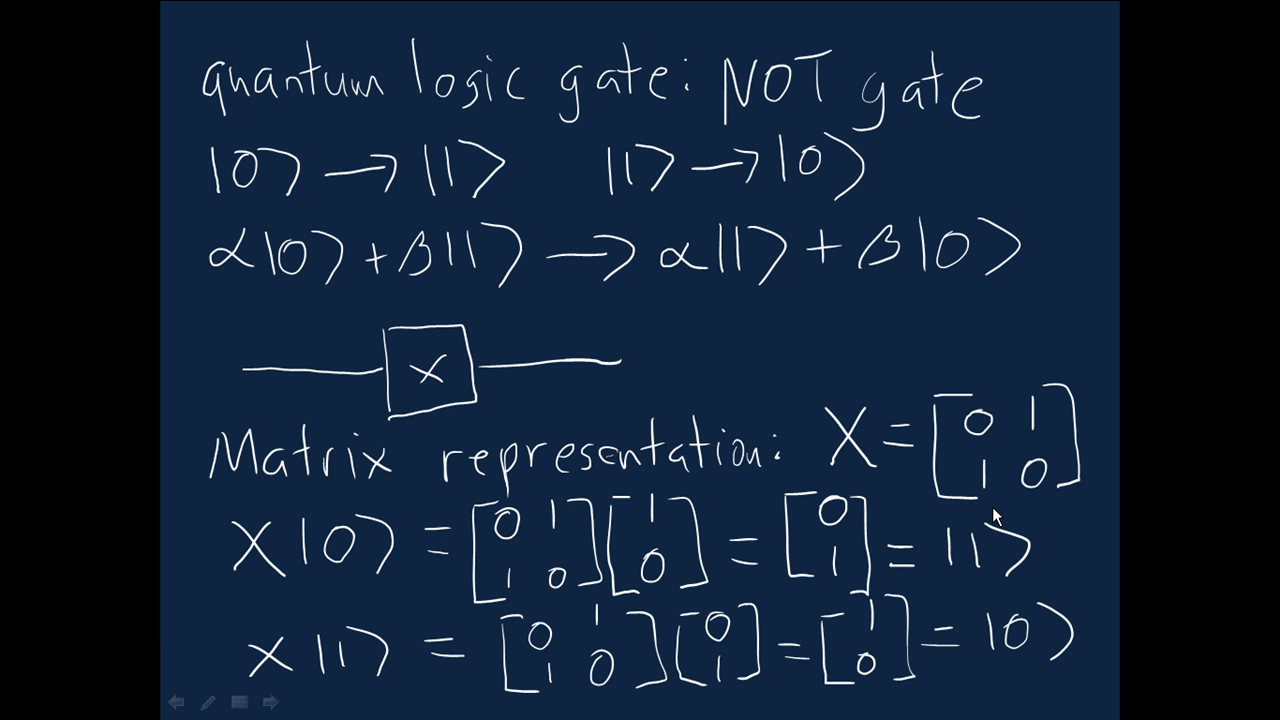 quantum logic gate: NOT gate
|0⟩ → |1⟩ |1⟩ → |0⟩
α|0⟩ + β|1⟩ → α|1⟩ + β|0⟩
X
Matrix representation: X = [0 1; 1 0]
X|0⟩ = [0 1; 1 0][1; 0] = [0; 1] = |1⟩
X|1⟩ = [0 1; 1 0][0; 1] = [1; 0] = |0⟩